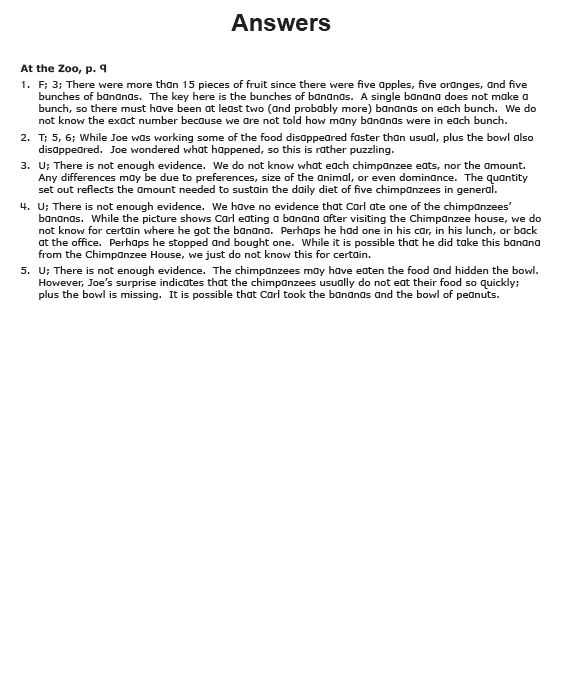 Answers
At the Zoo, p. 9
1. F; 3; There were more than 15 pieces of fruit since there were five apples, five oranges, and five
bunches of bananas. The key here is the bunches of bananas. A single banana does not make a
bunch, so there must have been at least two (and probably more) bananas on each bunch. We do
not know the exact number because we are not told how many bananas were in each bunch.
2. T; 5, 6; While Joe was working some of the food disappeared faster than usual, plus the bowl also
disappeared. Joe wondered what happened, so this is rather puzzling.
3. U; There is not enough evidence. We do not know what each chimpanzee eats, nor the amount.
Any differences may be due to preferences, size of the animal, or even dominance. The quantity
set out reflects the amount needed to sustain the daily diet of five chimpanzees in general.
4. U; There is not enough evidence. We have no evidence that Carl ate one of the chimpanzees'
bananas. While the picture shows Carl eating a banana after visiting the Chimpanzee house, we do
not know for certain where he got the banana. Perhaps he had one in his car, in his lunch, or back
at the office. Perhaps he stopped and bought one. While it is possible that he did take this banana
from the Chimpanzee House, we just do not know this for certain.
5. U; There is not enough evidence. The chimpanzees may have eaten the food and hidden the bowl.
However, Joe's surprise indicates that the chimpanzees usually do not eat their food so quickly;
plus the bowl is missing. It is possible that Carl took the bananas and the bowl of peanuts.